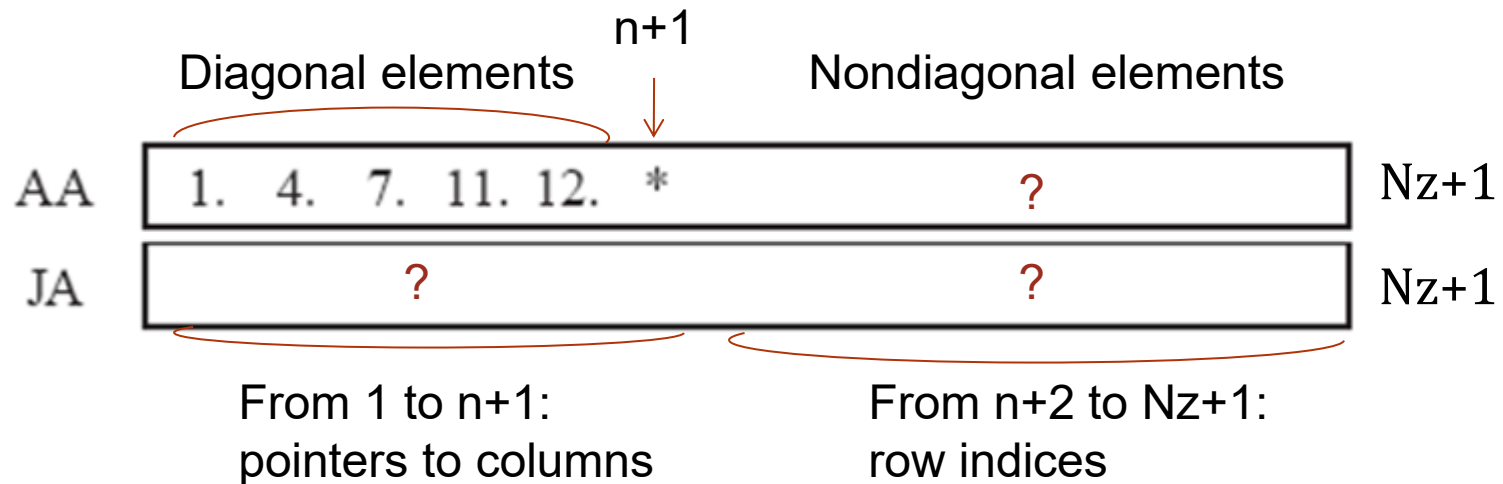 n+1
Diagonal elements Nondiagonal elements
AA 1. 4. 7. 11. 12. * ? Nz+1
JA ? ? Nz+1
From 1 to n+1: From n+2 to Nz+1:
pointers to columns row indices